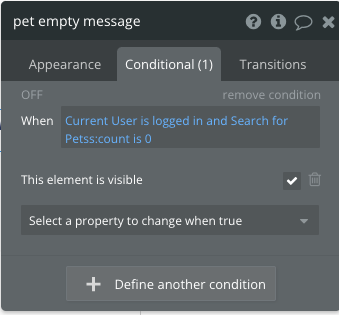 pet empty message
Appearance
Conditional (1)
Transitions
OFF
remove condition
When
Current User is logged in and Search for
Petss:count is 0
This element is visible
Select a property to change when true
Define another condition